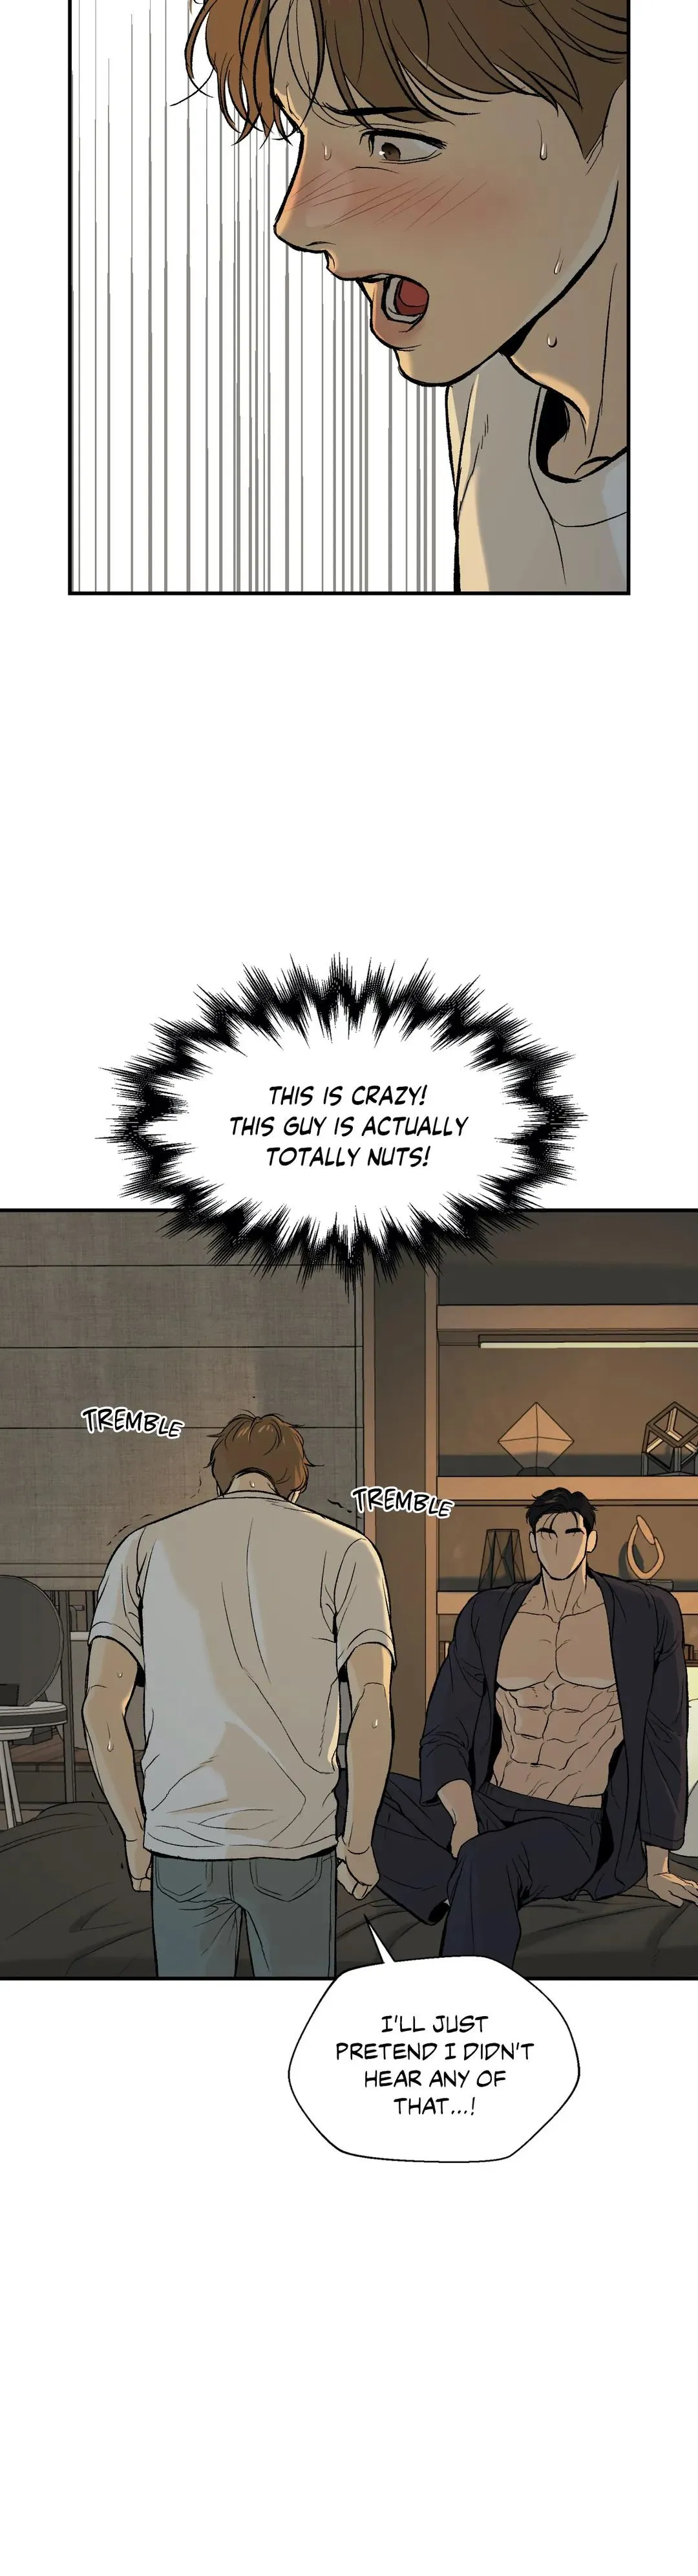 THIS IS CRAZY!
THIS GUY IS ACTUALLY
TOTALLY NUTS!
TREMBLE
TREMBLE
I'LL JUST
PRETEND I DIDN'T
HEAR ANY OF
THAT...!